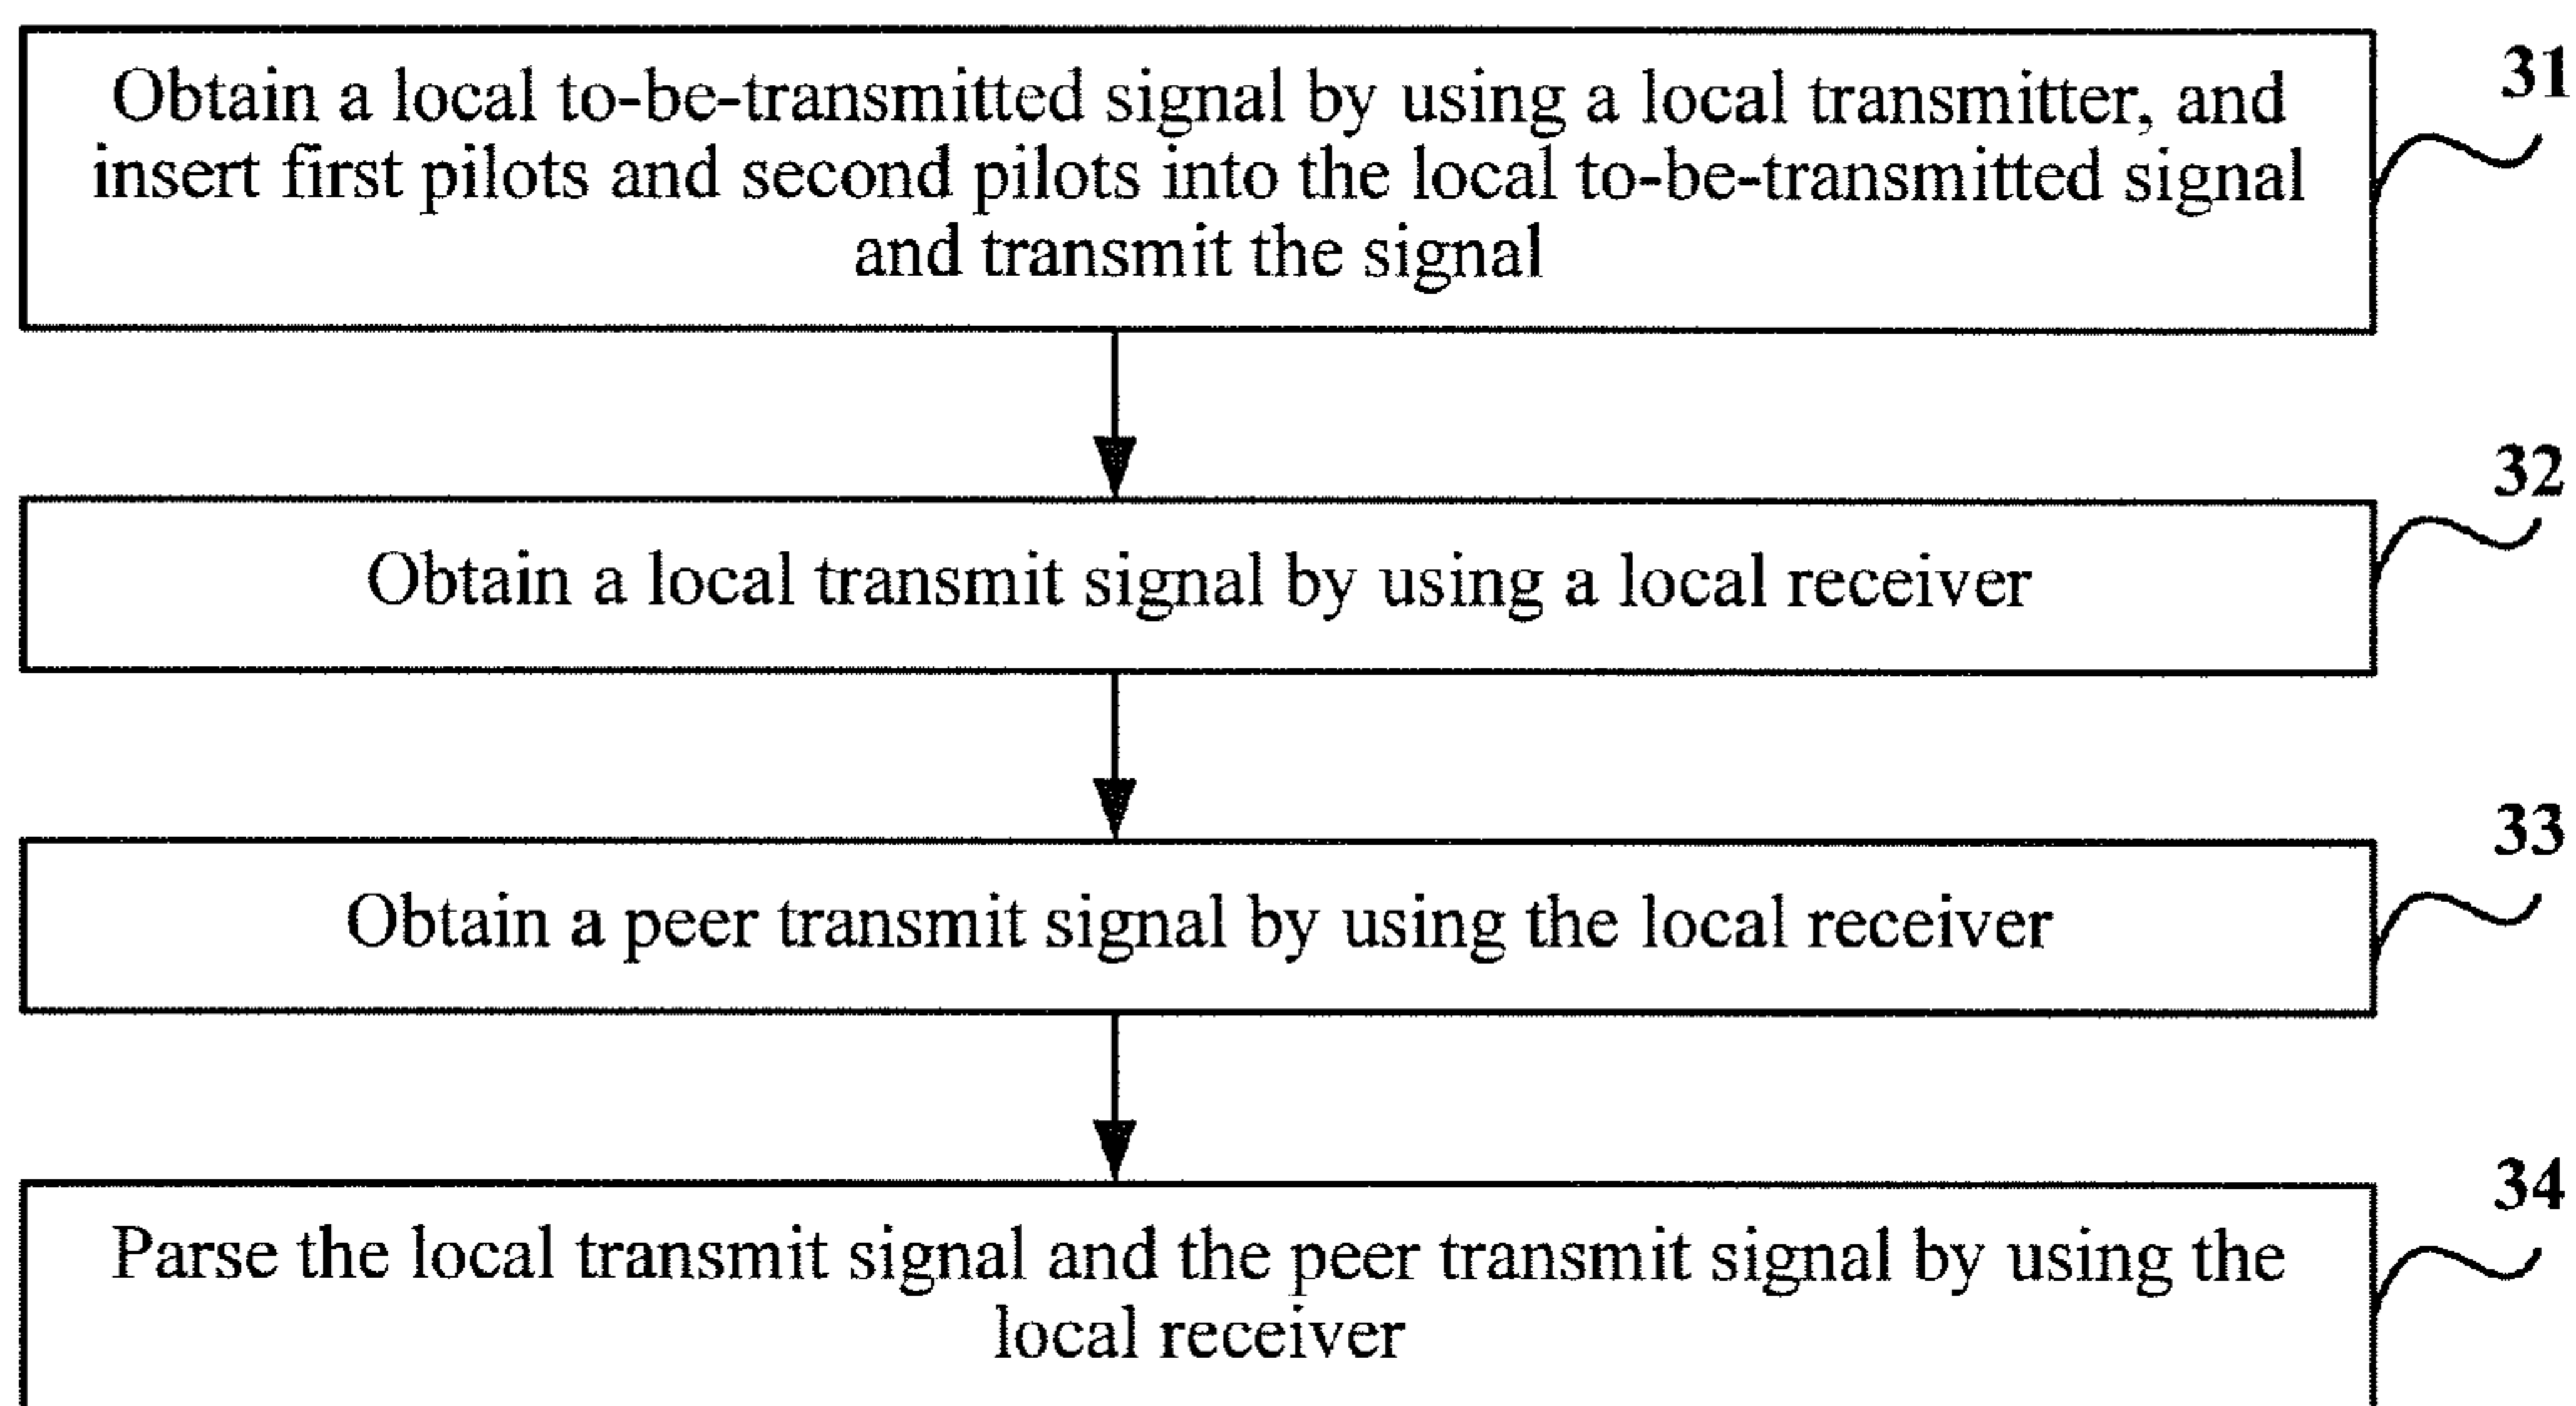 Obtain a local to-be-transmitted signal by using a local transmitter, and
insert first pilots and second pilots into the local to-be-transmitted signal
and transmit the signal
31
Obtain a local transmit signal by using a local receiver
32
Obtain a peer transmit signal by using the local receiver
33
Parse the local transmit signal and the peer transmit signal by using the
local receiver
34